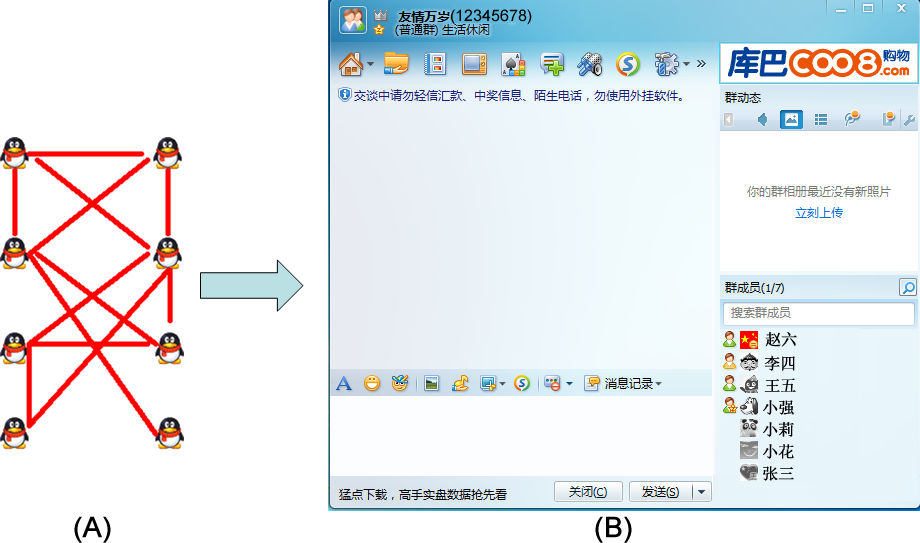 友情万岁(12345678)
(普通群) 生活休闲
库巴COO8购物.com
交谈中请勿轻信汇款、中奖信息、陌生电话，勿使用外挂软件。
群动态
你的群相册最近没有新照片
立刻上传
群成员(1/7)
搜索群成员
赵六
李四
王五
小强
小莉
小花
张三
消息记录
猛点下载，高手实盘数据抢先看
关闭(C)
发送(S)
(A)
(B)